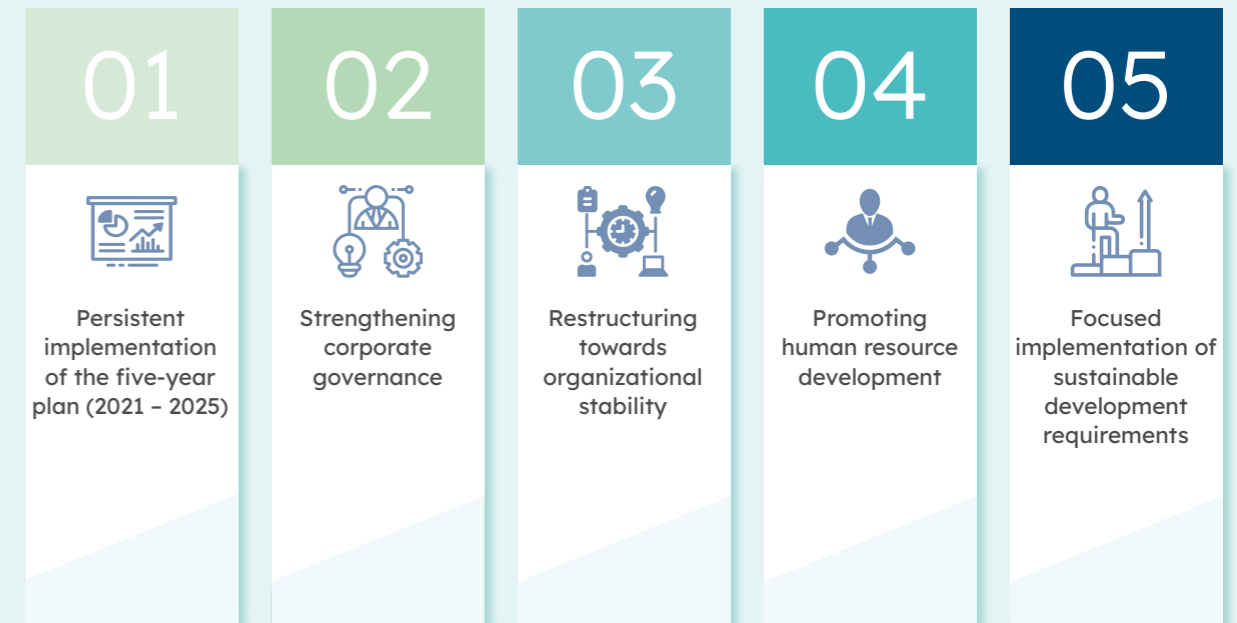 01
Persistent
implementation
of the five-year
plan (2021 – 2025)
02
Strengthening
corporate
governance
03
Restructuring
towards
organizational
stability
04
Promoting
human resource
development
05
Focused
implementation of
sustainable
development
requirements